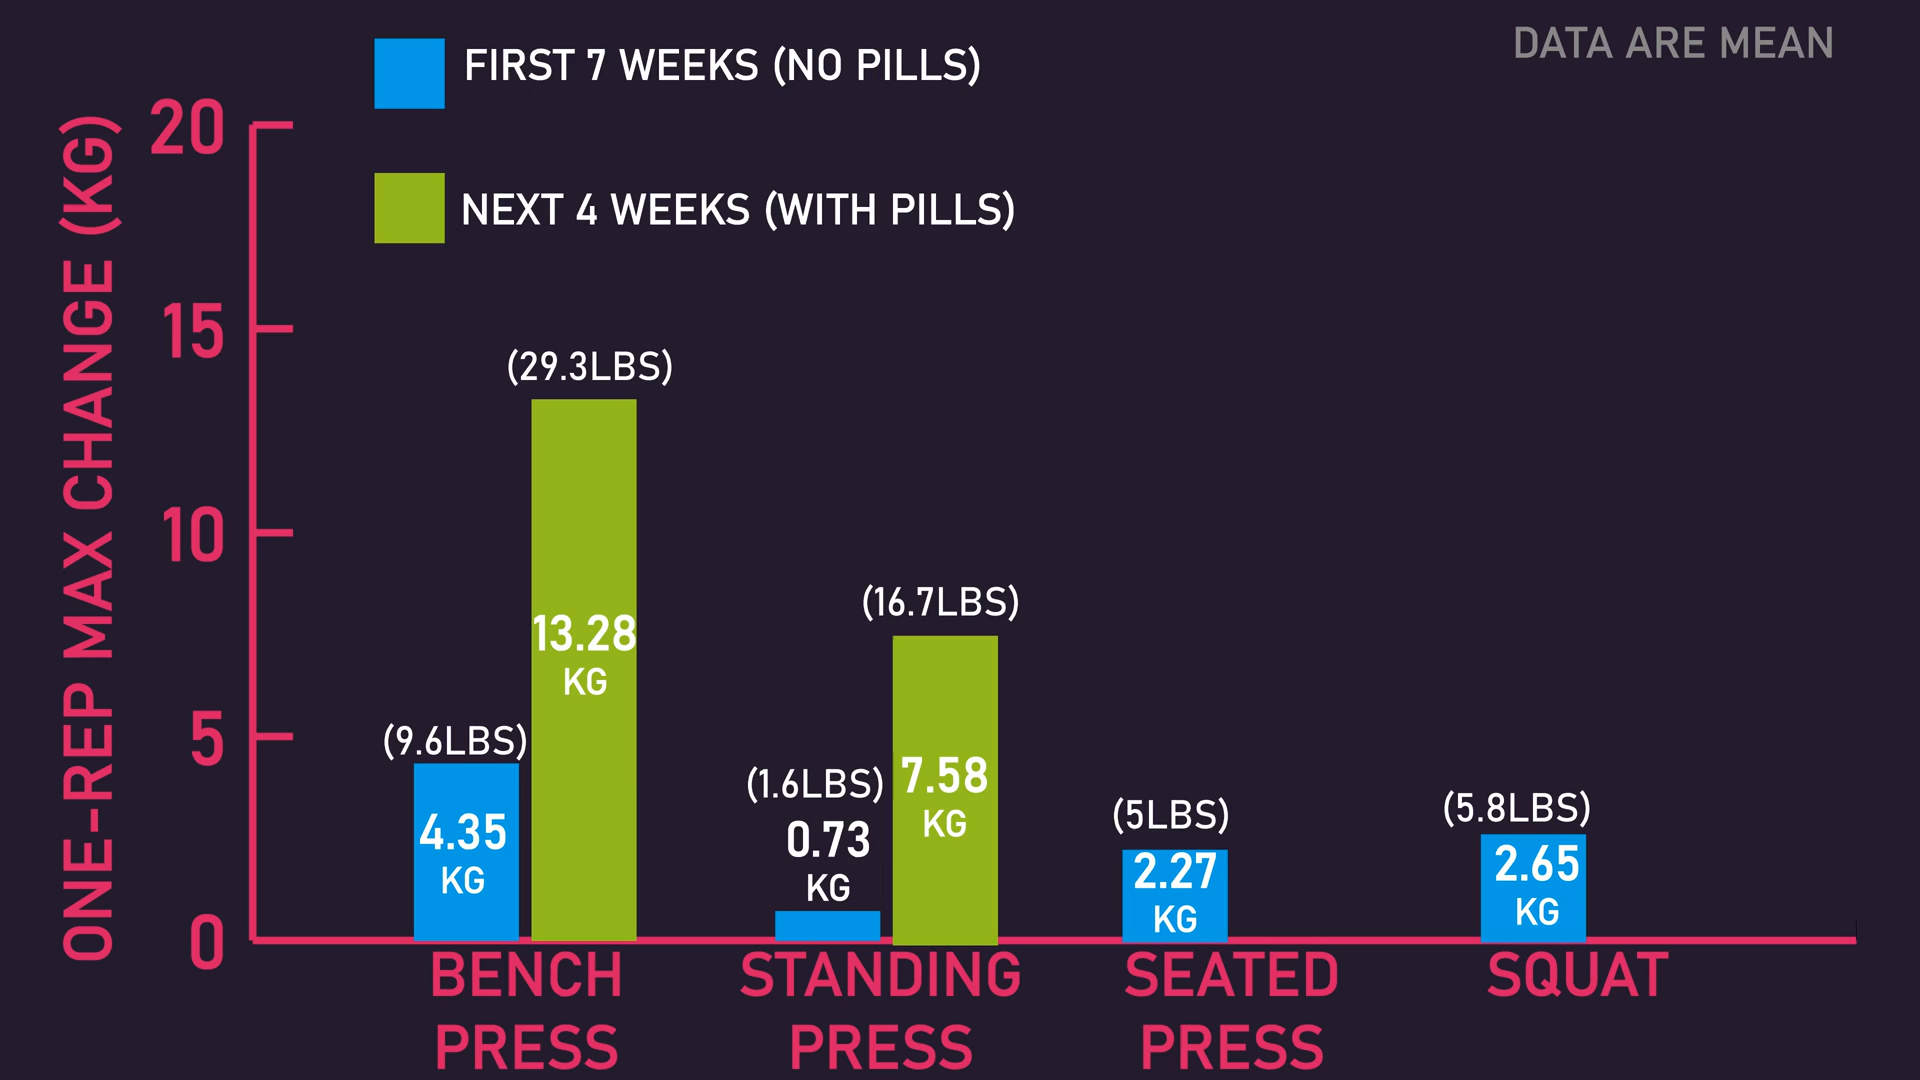 DATA ARE MEAN
FIRST 7 WEEKS (NO PILLS)
NEXT 4 WEEKS (WITH PILLS)
ONE-REP MAX CHANGE (KG)
20
15
10
5
0
(9.6LBS)
4.35
KG
(29.3LBS)
13.28
KG
(1.6LBS)
0.73
KG
(16.7LBS)
7.58
KG
(5LBS)
2.27
KG
(5.8LBS)
2.65
KG
BENCH
PRESS
STANDING
PRESS
SEATED
PRESS
SQUAT